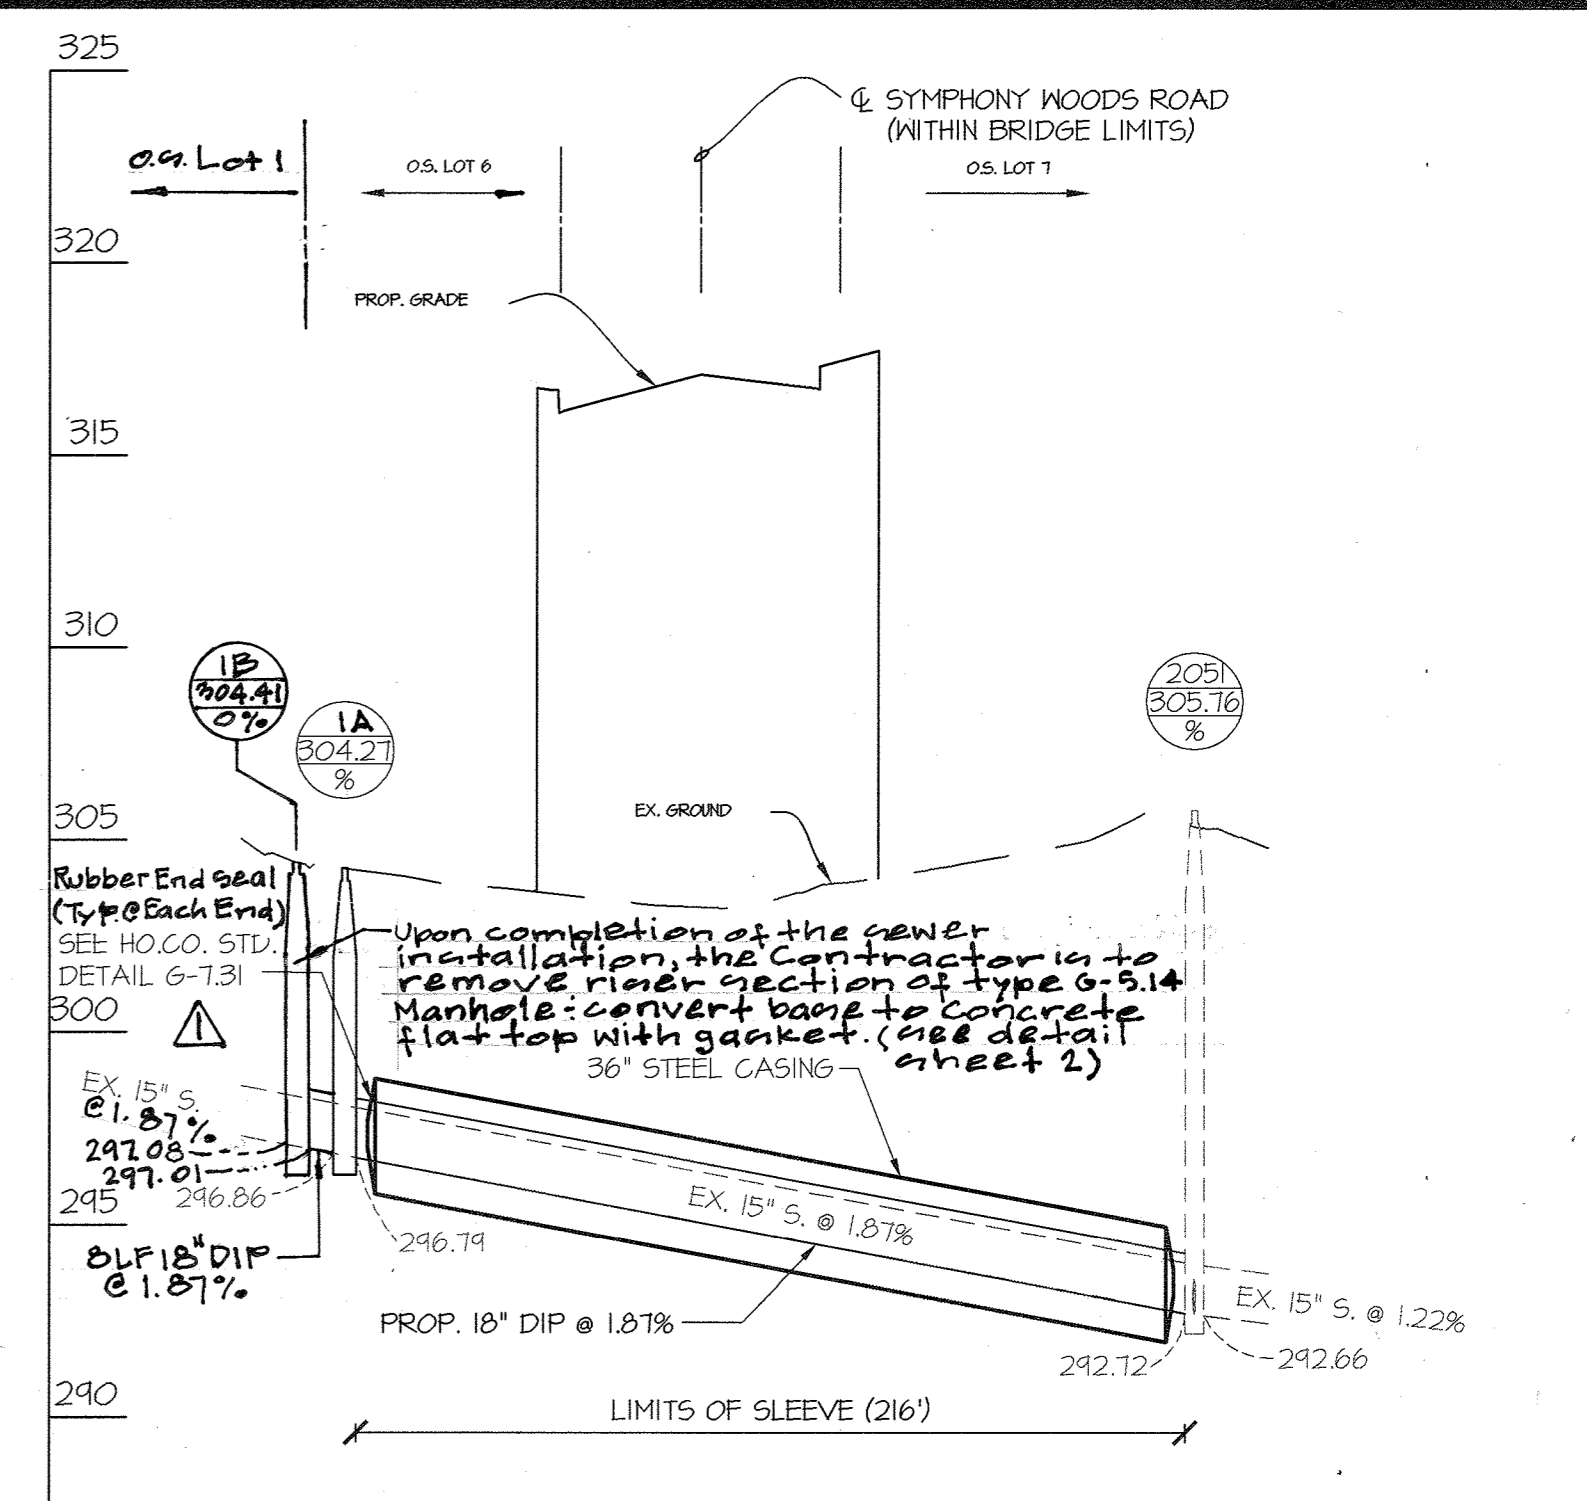 325
℄ SYMPHONY WOODS ROAD
(WITHIN BRIDGE LIMITS)
O.S. Lot 1
O.S. LOT 6
O.S. LOT 7
320
PROP. GRADE
315
310
1B
304.41
0%
1A
304.27
%
2051
305.76
%
305
EX. GROUND
Rubber End Seal
(Typ. @ Each End)
SEE HO.CO. STD.
DETAIL G-7.31
Upon completion of the sewer
installation, the Contractor is to
remove riser section of type G-5.14
Manhole : convert base to Concrete
flat top with gasket. (see detail
sheet 2)
300
1
36" STEEL CASING
EX. 15" S.
@ 1.87%
297.08
297.01
296.86
295
296.79
EX. 15" S. @ 1.87%
8LF 18" DIP
@ 1.87%
PROP. 18" DIP @ 1.87%
EX. 15" S. @ 1.22%
292.72
292.66
290
LIMITS OF SLEEVE (216')